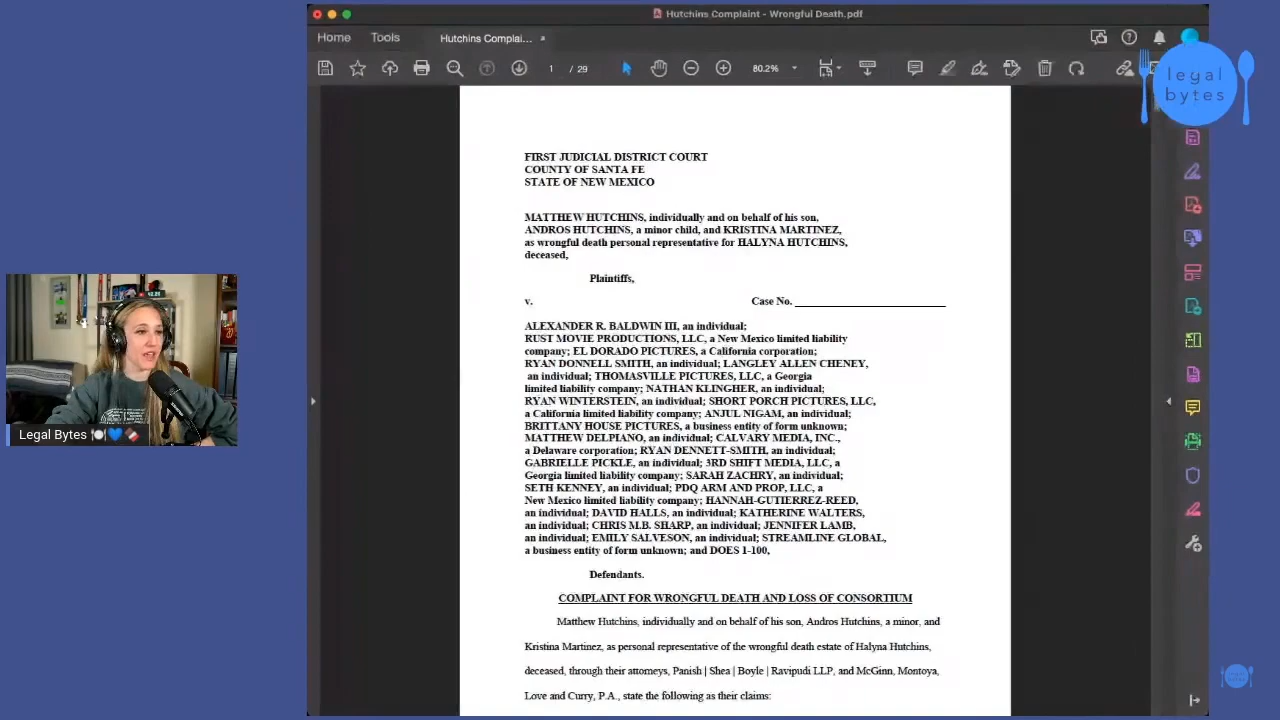 Hutchins Complaint - Wrongful Death.pdf
Home
Tools
Hutchins Complai...
1 / 29
80.2%
legal
bytes
FIRST JUDICIAL DISTRICT COURT
COUNTY OF SANTA FE
STATE OF NEW MEXICO
MATTHEW HUTCHINS, individually and on behalf of his son,
ANDROS HUTCHINS, a minor child, and KRISTINA MARTINEZ,
as wrongful death personal representative for HALYNA HUTCHINS,
deceased,
Plaintiffs,
v.
Case No.
ALEXANDER R. BALDWIN III, an individual;
RUST MOVIE PRODUCTIONS, LLC, a New Mexico limited liability
company; EL DORADO PICTURES, a California corporation;
RYAN DONNELL SMITH, an individual; LANGLEY ALLEN CHENEY,
an individual; THOMASVILLE PICTURES, LLC, a Georgia
limited liability company; NATHAN KLINGHER, an individual;
RYAN WINTERSTEIN, an individual; SHORT PORCH PICTURES, LLC,
a California limited liability company; ANJUL NIGAM, an individual;
BRITTANY HOUSE PICTURES, a business entity of form unknown;
MATTHEW DELPIANO, an individual; CALVARY MEDIA, INC.,
a Delaware corporation; RYAN DENNETT-SMITH, an individual;
GABRIELLE PICKLE, an individual; 3RD SHIFT MEDIA, LLC, a
Georgia limited liability company; SARAH ZACHRY, an individual;
SETH KENNEY, an individual; PDQ ARM AND PROP, LLC, a
New Mexico limited liability company; HANNAH-GUTIERREZ-REED,
an individual; DAVID HALLS, an individual; KATHERINE WALTERS,
an individual; CHRIS M.B. SHARP, an individual; JENNIFER LAMB,
an individual; EMILY SALVESON, an individual; STREAMLINE GLOBAL,
a business entity of form unknown; and DOES 1-100,
Defendants.
COMPLAINT FOR WRONGFUL DEATH AND LOSS OF CONSORTIUM
Matthew Hutchins, individually and on behalf of his son, Andros Hutchins, a minor, and
Kristina Martinez, as personal representative of the wrongful death estate of Halyna Hutchins,
deceased, through their attorneys, Panish | Shea | Boyle | Ravipudi LLP, and McGinn, Montoya,
Love and Curry, P.A., state the following as their claims:
Legal Bytes